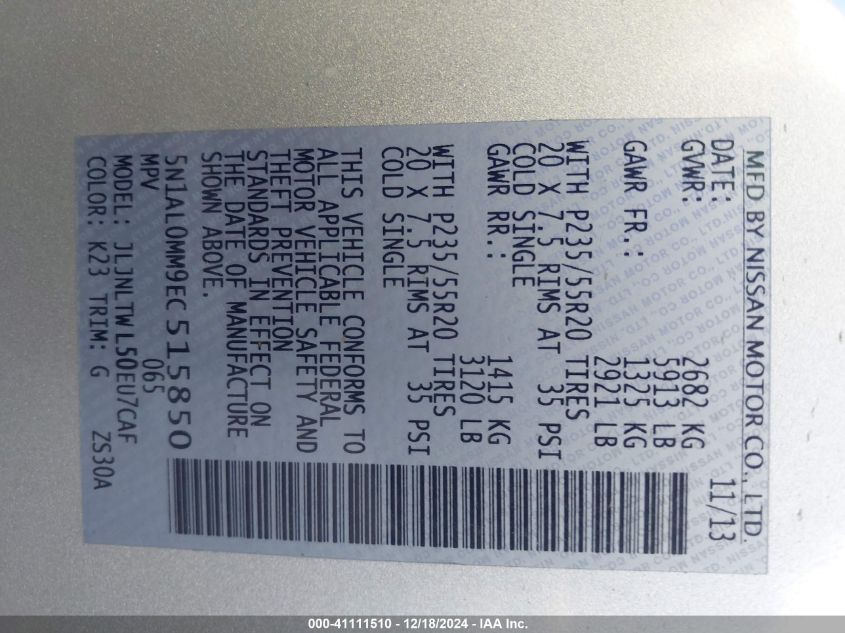 MFD BY NISSAN MOTOR CO., LTD.
DATE: 11/13
GVWR: 2682 KG
5913 LB
GAWR FR.: 1325 KG
2921 LB
WITH P235/55R20 TIRES
20 X 7.5 RIMS AT 35 PSI
COLD SINGLE
GAWR RR.: 1415 KG
3120 LB
WITH P235/55R20 TIRES
20 X 7.5 RIMS AT 35 PSI
COLD SINGLE
THIS VEHICLE CONFORMS TO
ALL APPLICABLE FEDERAL
MOTOR VEHICLE SAFETY AND
THEFT PREVENTION
STANDARDS IN EFFECT ON
THE DATE OF MANUFACTURE
SHOWN ABOVE.
5N1AL0MM9EC515850
MPV 065
MODEL: JLJNLTWL50EU7CAF
COLOR: K23 TRIM: G ZS30A
000-41111510 - 12/18/2024 - IAA Inc.